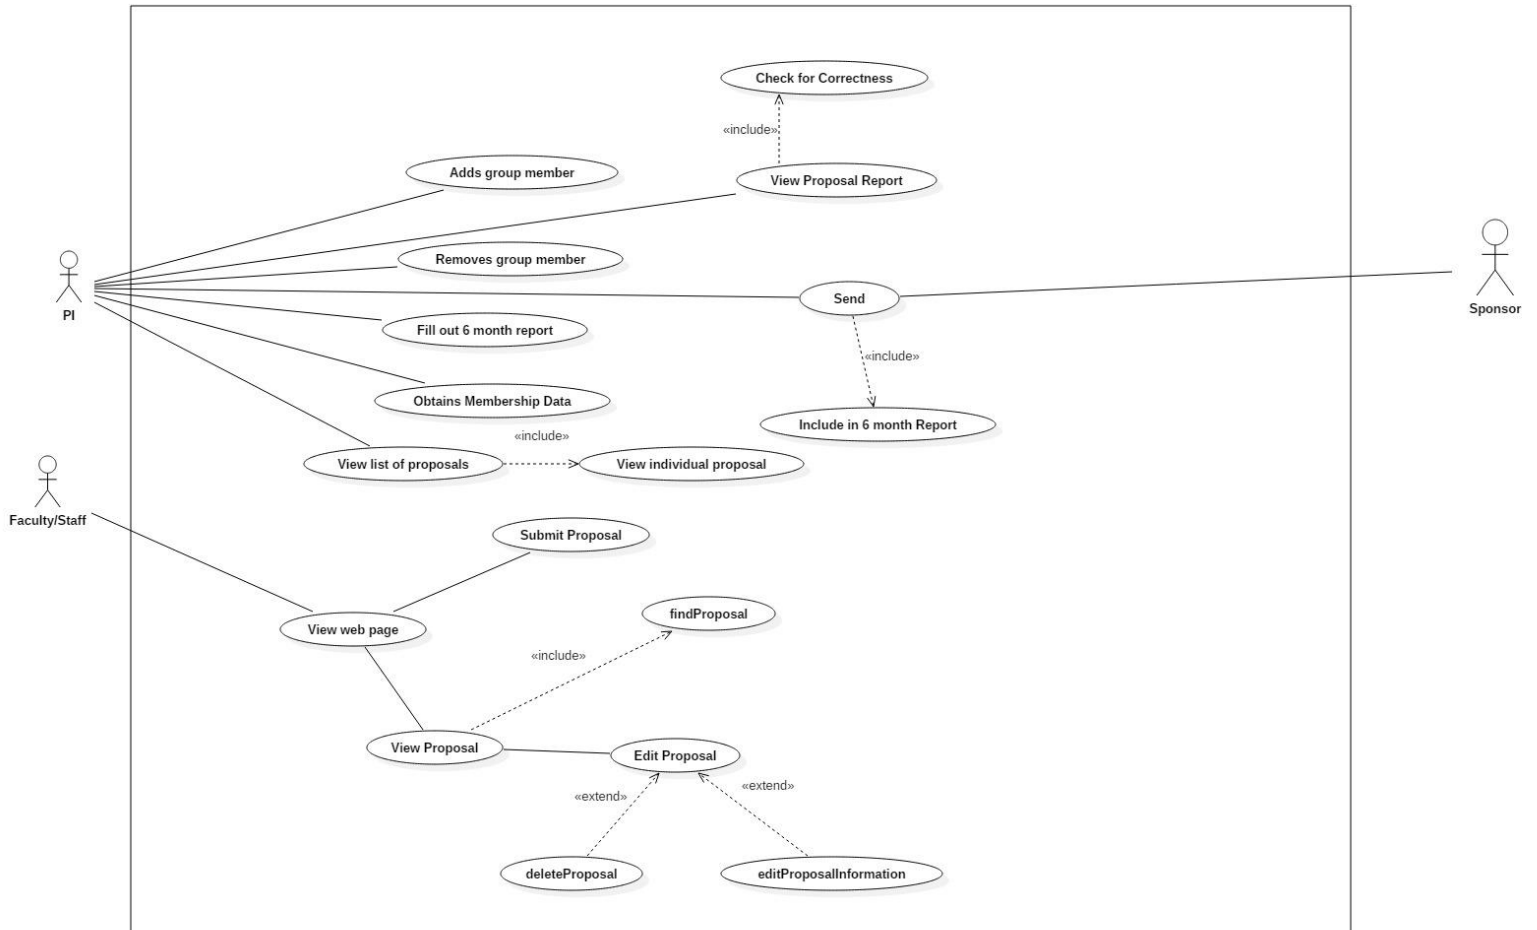 Check for Correctness
«include»
Adds group member
View Proposal Report
Removes group member
Send
PI
Sponsor
Fill out 6 month report
«include»
Obtains Membership Data
Include in 6 month Report
«include»
View list of proposals
View individual proposal
Faculty/Staff
Submit Proposal
findProposal
View web page
«include»
View Proposal
Edit Proposal
«extend»
«extend»
deleteProposal
editProposalInformation